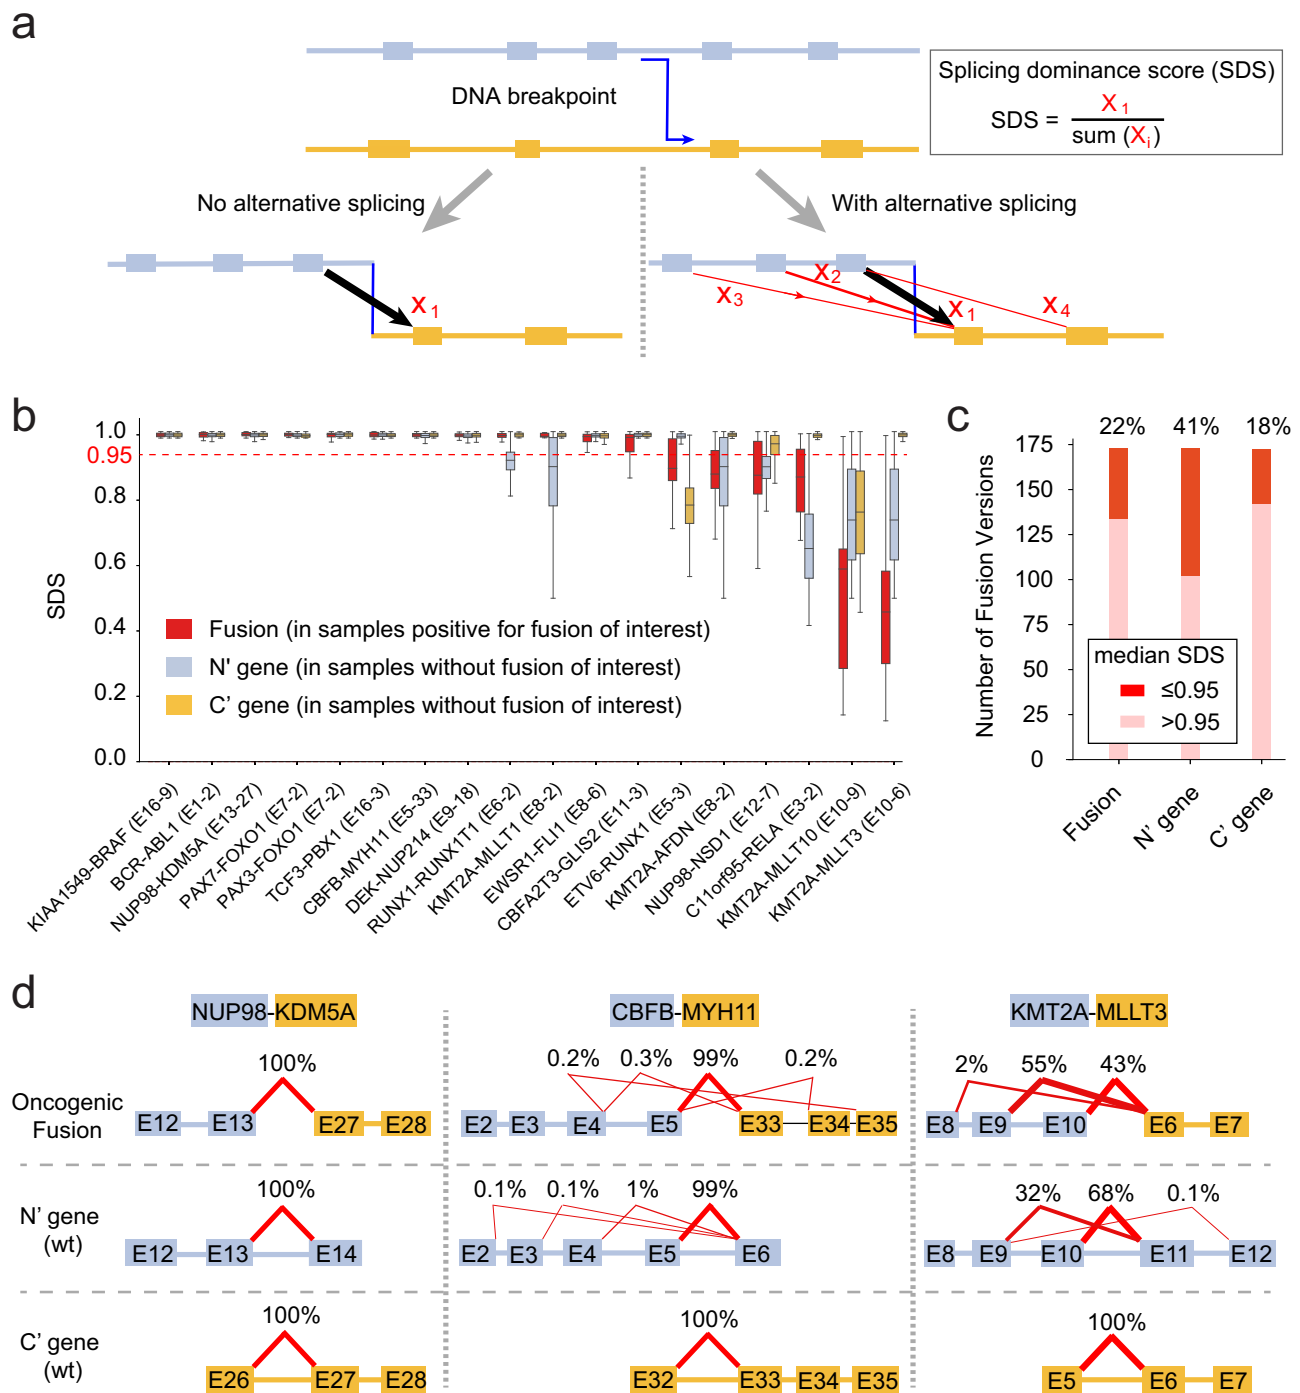 a
DNA breakpoint
Splicing dominance score (SDS)
SDS = X1 / sum (Xi)
No alternative splicing
With alternative splicing
X1
X3
X2
X1
X4
b
SDS
1.0
0.95
0.8
0.6
0.4
0.2
0.0
Fusion (in samples positive for fusion of interest)
N' gene (in samples without fusion of interest)
C’ gene (in samples without fusion of interest)
KIAA1549-BRAF (E16-9)
BCR-ABL1 (E1-2)
NUP98-KDM5A (E13-27)
PAX7-FOXO1 (E7-2)
PAX3-FOXO1 (E7-2)
TCF3-PBX1 (E16-3)
CBFB-MYH11 (E5-33)
DEK-NUP214 (E9-18)
RUNX1-RUNX1T1 (E6-2)
KMT2A-MLLT1 (E8-2)
EWSR1-FLI1 (E8-6)
CBFA2T3-GLIS2 (E11-3)
ETV6-RUNX1 (E5-3)
KMT2A-AFDN (E8-2)
NUP98-NSD1 (E12-7)
C11orf95-RELA (E3-2)
KMT2A-MLLT10 (E10-9)
KMT2A-MLLT3 (E10-6)
c
22% 41% 18%
Number of Fusion Versions
175
150
125
100
75
50
25
0
median SDS
≤0.95
>0.95
Fusion
N’ gene
C’ gene
d
NUP98-KDM5A
CBFB-MYH11
KMT2A-MLLT3
Oncogenic
Fusion
100%
E12 E13 E27 E28
0.2% 0.3% 99% 0.2%
E2 E3 E4 E5 E33 E34 E35
2% 55% 43%
E8 E9 E10 E6 E7
N’ gene
(wt)
100%
E12 E13 E14
0.1% 0.1% 1% 99%
E2 E3 E4 E5 E6
32% 68% 0.1%
E8 E9 E10 E11 E12
C’ gene
(wt)
100%
E26 E27 E28
100%
E32 E33 E34 E35
100%
E5 E6 E7